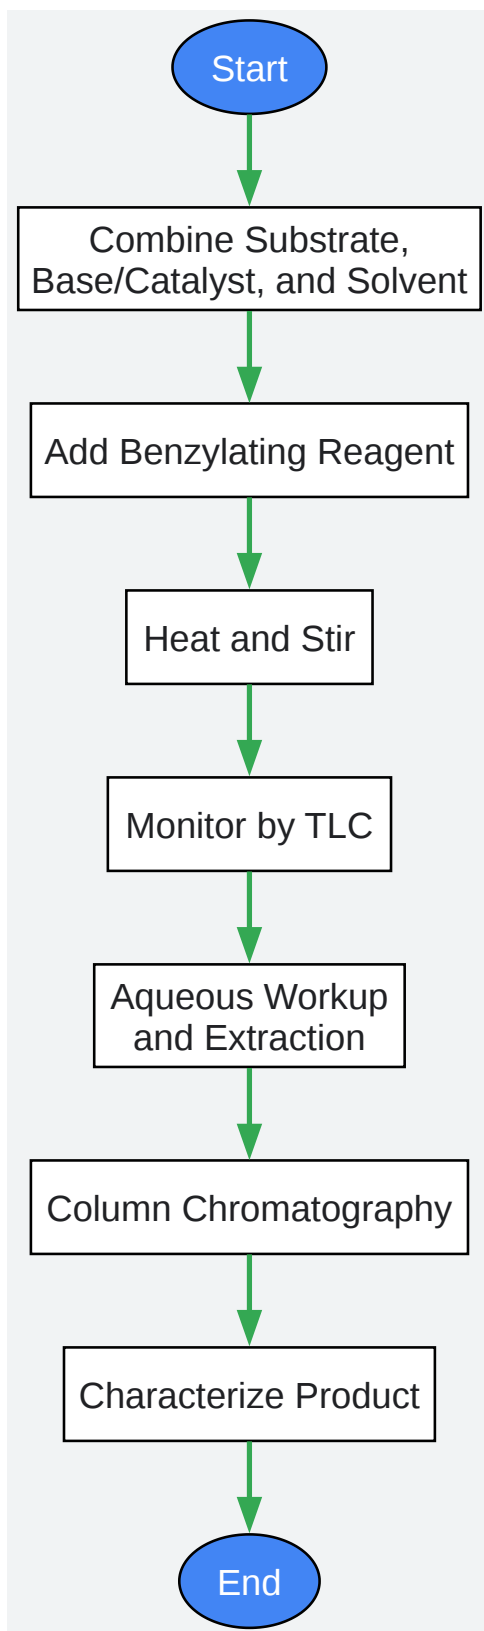 Start
Combine Substrate,
Base/Catalyst, and Solvent
Add Benzylating Reagent
Heat and Stir
Monitor by TLC
Aqueous Workup
and Extraction
Column Chromatography
Characterize Product
End